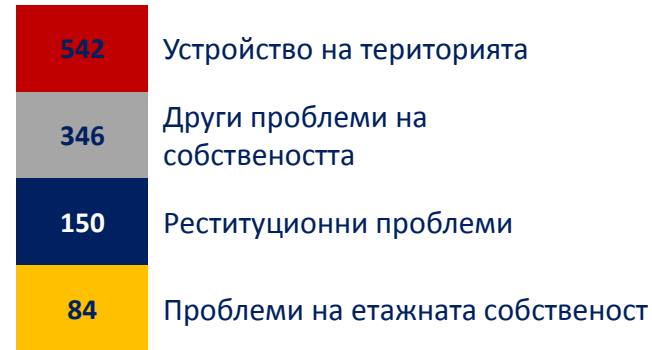 542 Устройство на територията
346 Други проблеми на
собствеността
150 Реституционни проблеми
84 Проблеми на етажната собственост